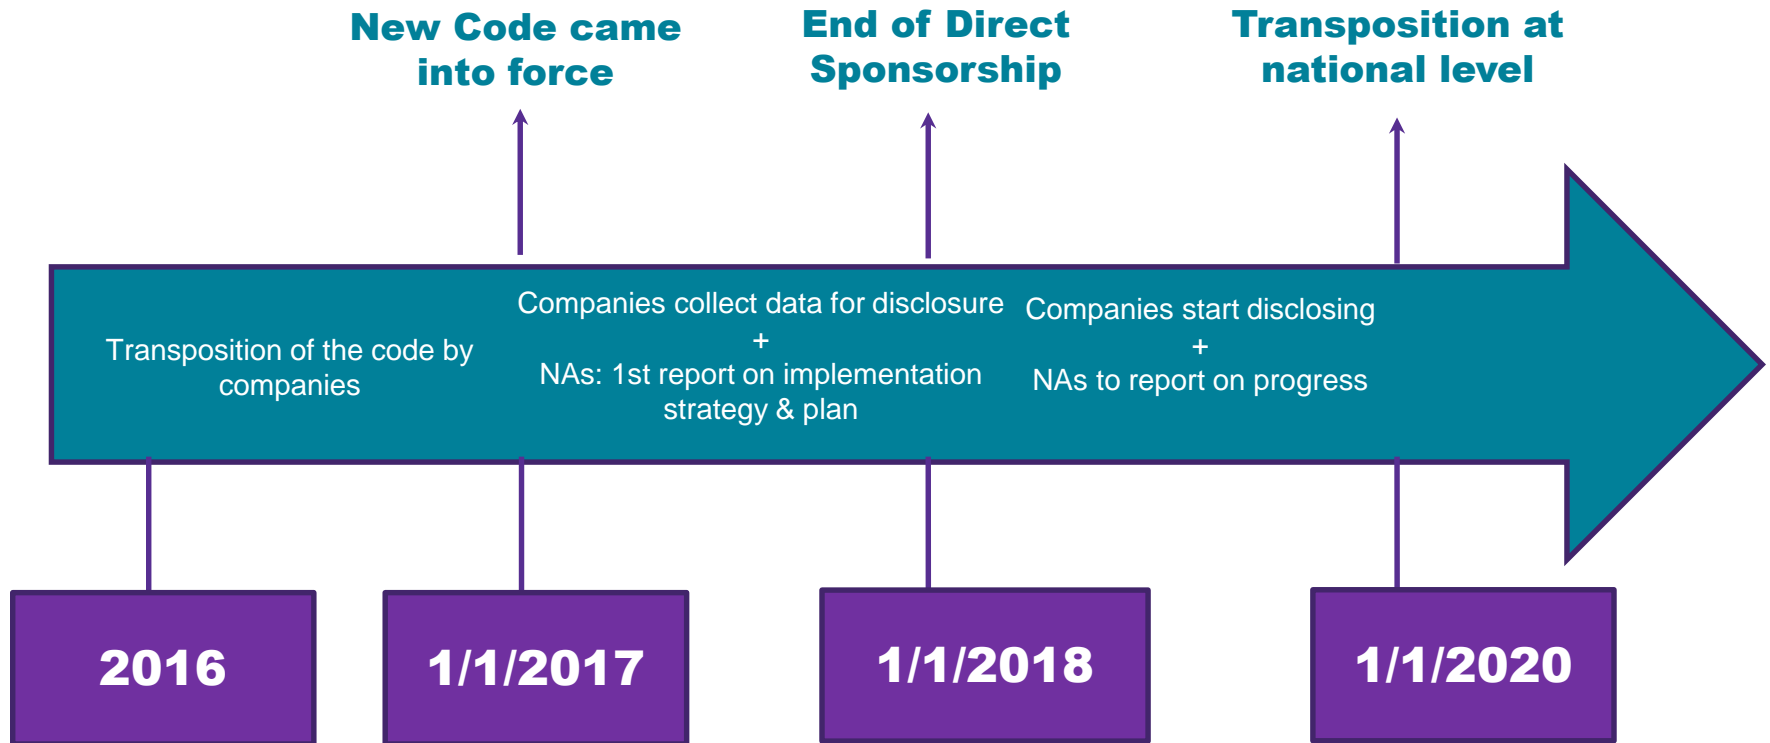 New Code came
into force
End of Direct
Sponsorship
Transposition at
national level
Transposition of the code by
companies
Companies collect data for disclosure
+
NAs: 1st report on implementation
strategy & plan
Companies start disclosing
+
NAs to report on progress
2016
1/1/2017
1/1/2018
1/1/2020